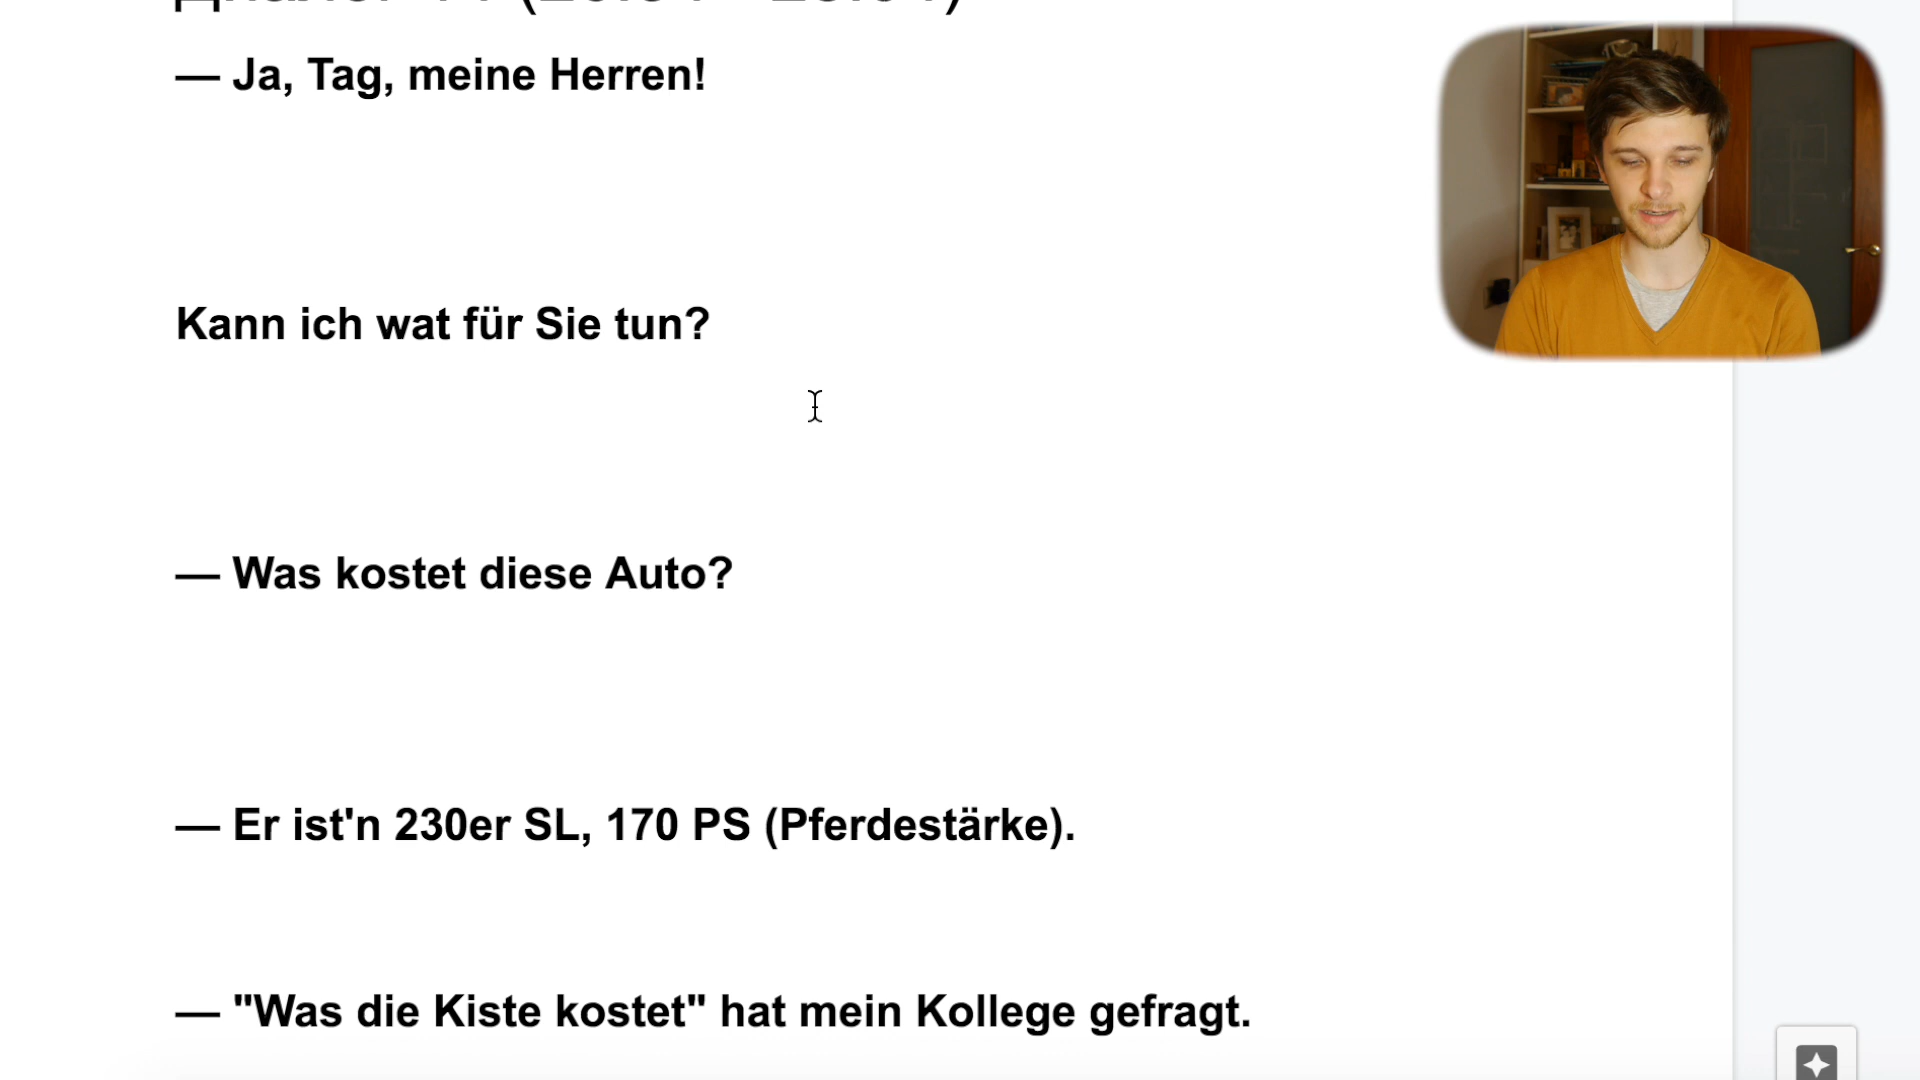 — Ja, Tag, meine Herren!
Kann ich wat für Sie tun?
— Was kostet diese Auto?
— Er ist'n 230er SL, 170 PS (Pferdestärke).
— "Was die Kiste kostet" hat mein Kollege gefragt.